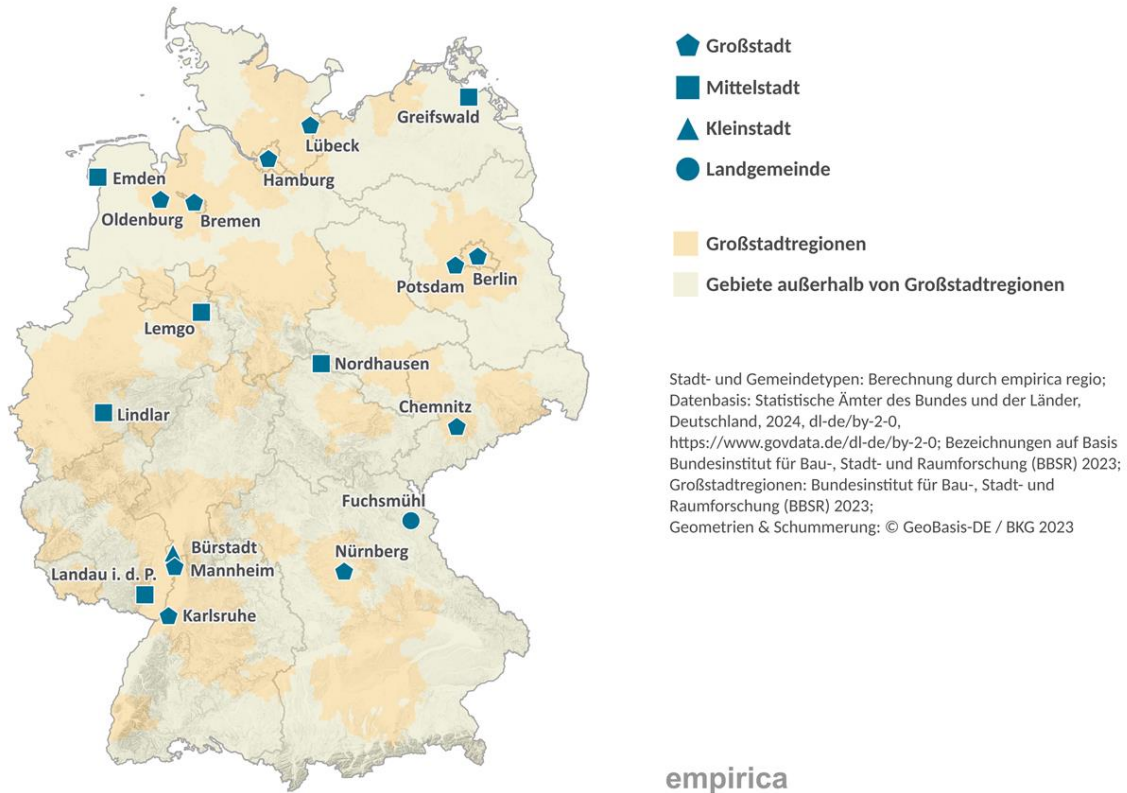 Großstadt
Mittelstadt
Kleinstadt
Landgemeinde
Großstadtregionen
Gebiete außerhalb von Großstadtregionen
Greifswald
Lübeck
Hamburg
Emden
Oldenburg
Bremen
Potsdam
Berlin
Lemgo
Nordhausen
Lindlar
Chemnitz
Fuchsmühl
Bürstadt
Nürnberg
Mannheim
Landau i. d. P.
Karlsruhe
Stadt- und Gemeindetypen: Berechnung durch empirica regio;
Datenbasis: Statistische Ämter des Bundes und der Länder,
Deutschland, 2024, dl-de/by-2-0,
https://www.govdata.de/dl-de/by-2-0; Bezeichnungen auf Basis
Bundesinstitut für Bau-, Stadt- und Raumforschung (BBSR) 2023;
Großstadtregionen: Bundesinstitut für Bau-, Stadt- und
Raumforschung (BBSR) 2023;
Geometrien & Schummerung: © GeoBasis-DE / BKG 2023
empirica